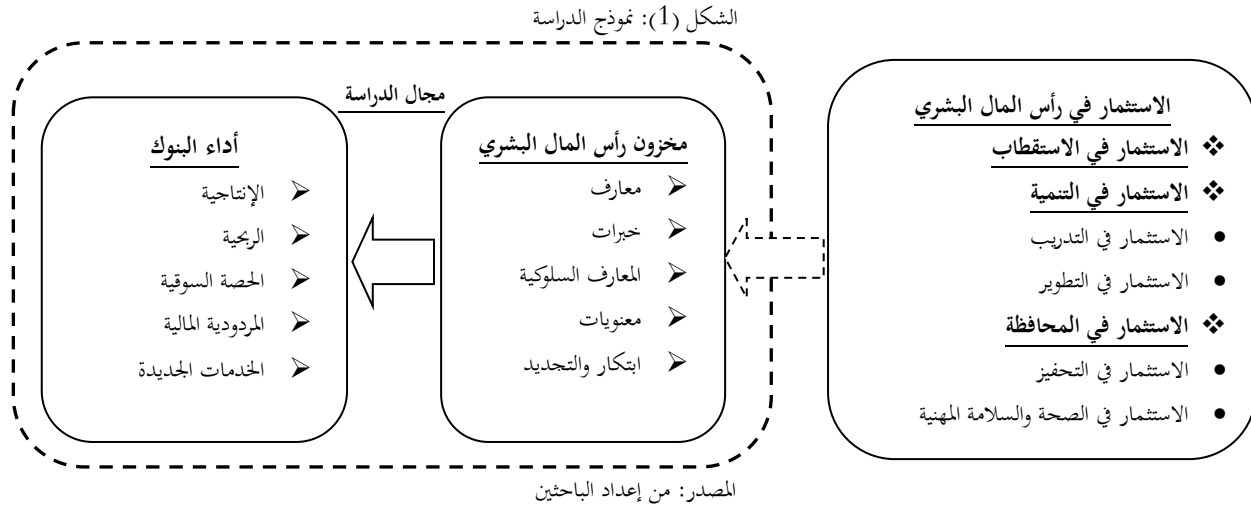 الشكل (1): نموذج الدراسة
الاستثمار في رأس المال البشري
❖ الاستثمار في الاستقطاب
❖ الاستثمار في التنمية
● الاستثمار في التدريب
● الاستثمار في التطوير
❖ الاستثمار في المحافظة
● الاستثمار في التحفيز
● الاستثمار في الصحة والسلامة المهنية
مجال الدراسة
مخزون رأس المال البشري
⮚ معارف
⮚ خبرات
⮚ المعارف السلوكية
⮚ معنويات
⮚ ابتكار والتجديد
أداء البنوك
⮚ الإنتاجية
⮚ الربحية
⮚ الحصة السوقية
⮚ المردودية المالية
⮚ الخدمات الجديدة
المصدر: من إعداد الباحثين